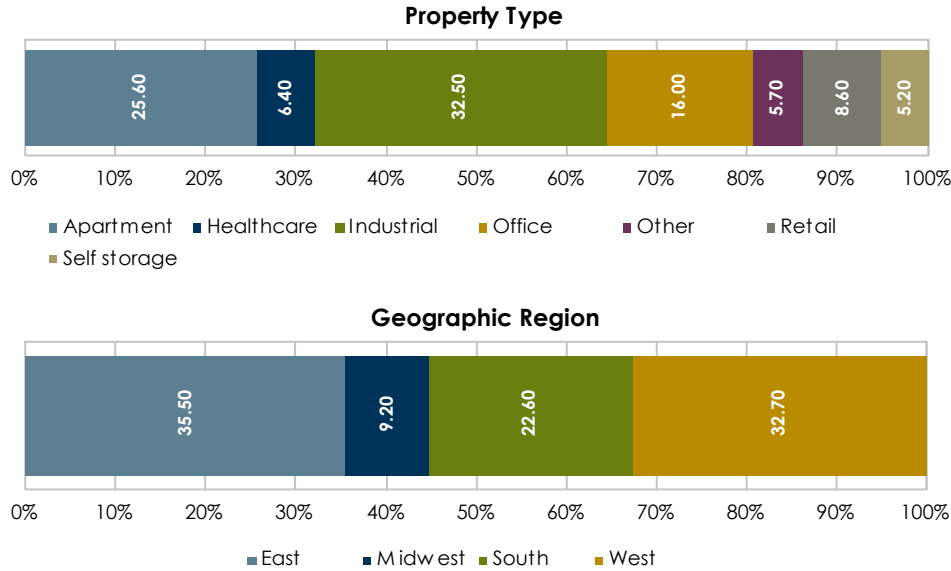 Property Type
25.60 6.40 32.50 16.00 5.70 8.60 5.20
0% 10% 20% 30% 40% 50% 60% 70% 80% 90% 100%
Apartment Healthcare Industrial Office Other Retail
Self storage
Geographic Region
35.50 9.20 22.60 32.70
0% 10% 20% 30% 40% 50% 60% 70% 80% 90% 100%
East Midwest South West